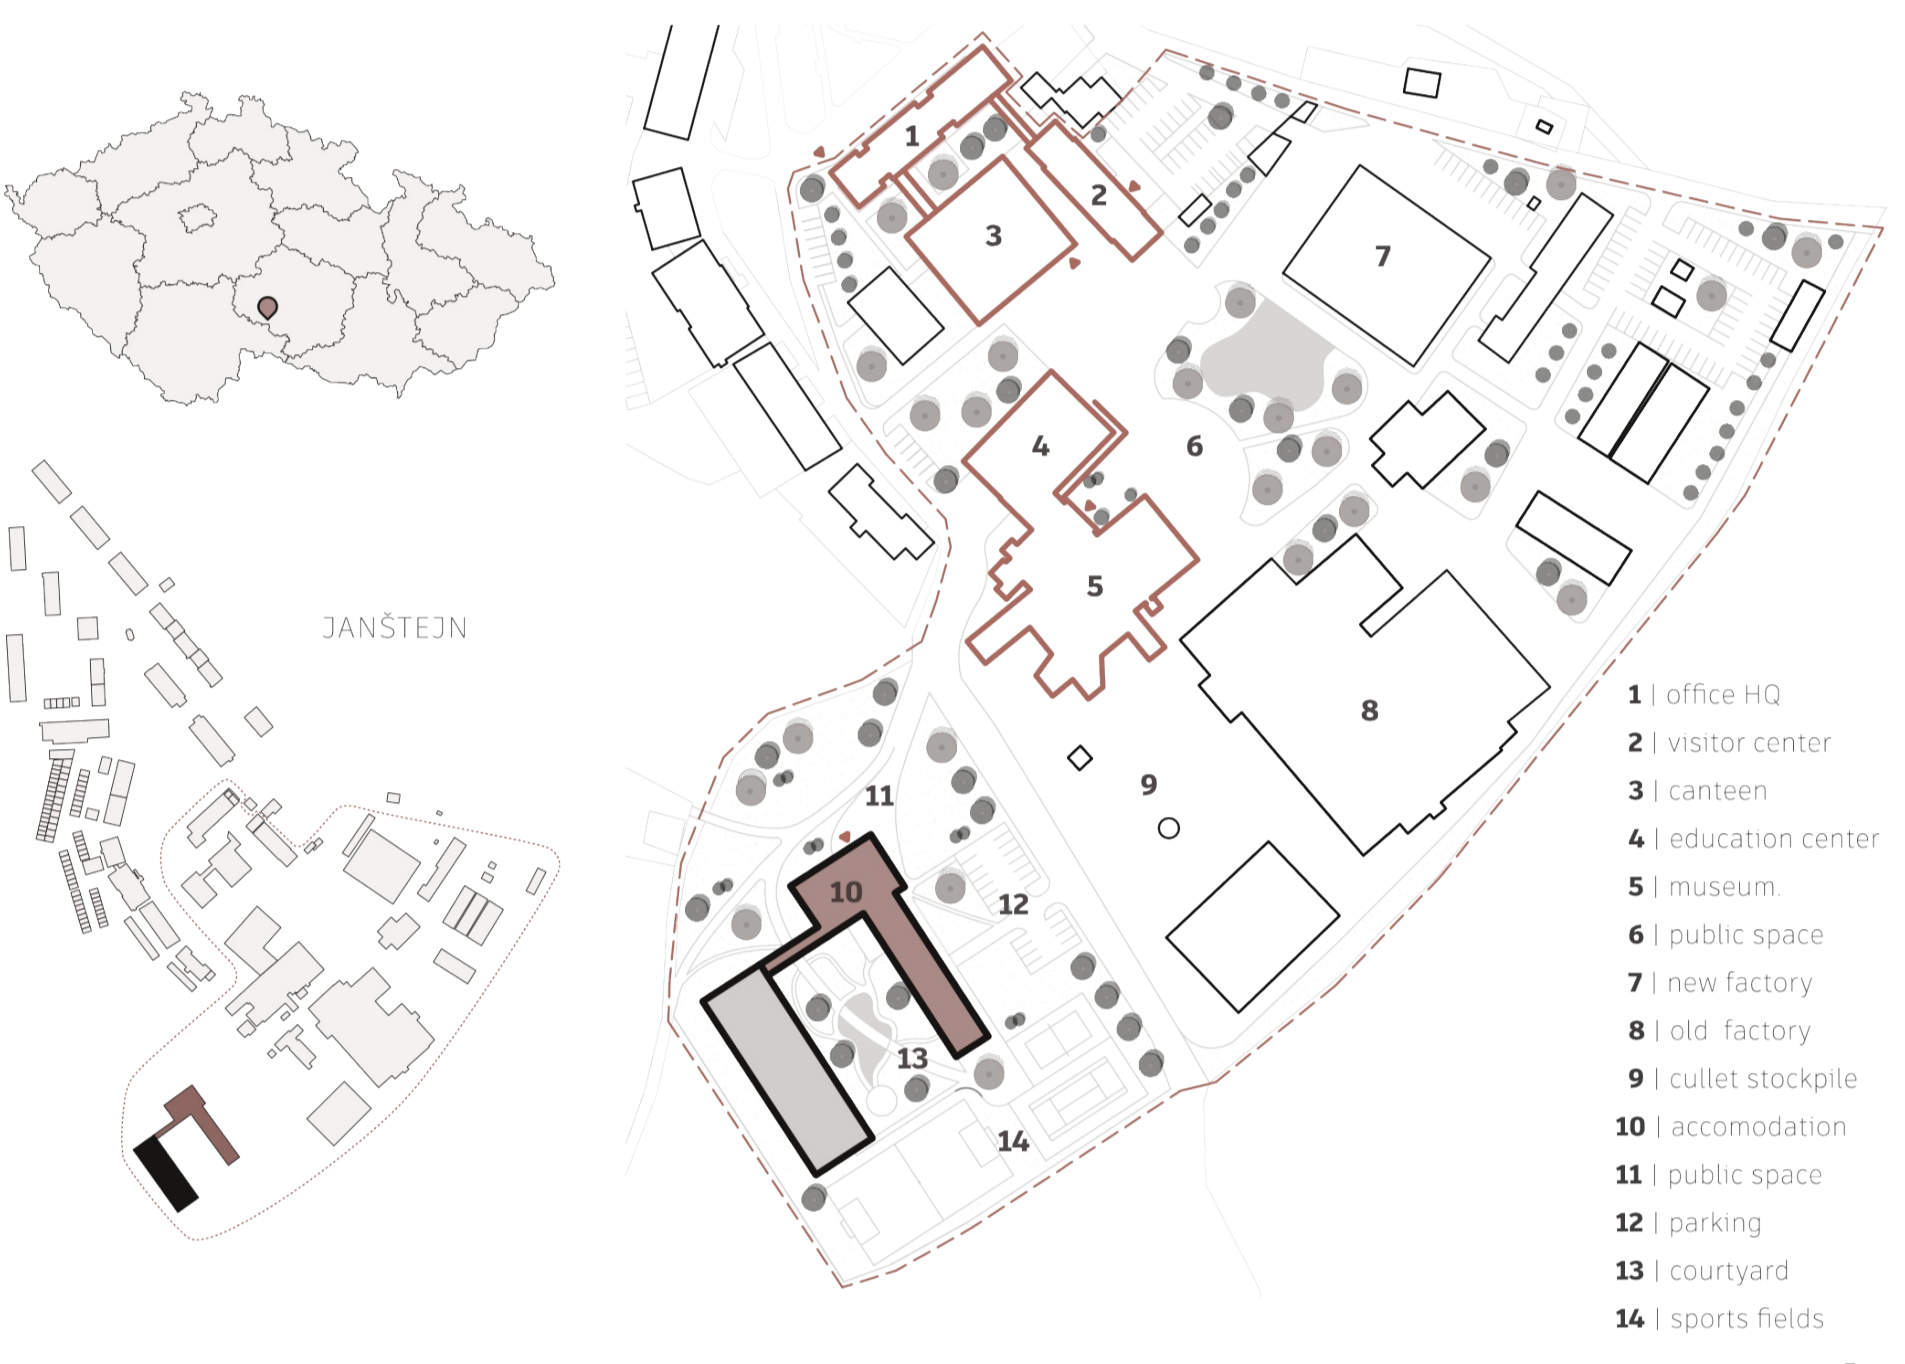 JANŠTEJN
1
2
3
4
5
6
7
8
9
10
11
12
13
14
1 | office HQ
2 | visitor center
3 | canteen
4 | education center
5 | museum.
6 | public space
7 | new factory
8 | old factory
9 | cullet stockpile
10 | accomodation
11 | public space
12 | parking
13 | courtyard
14 | sports fields